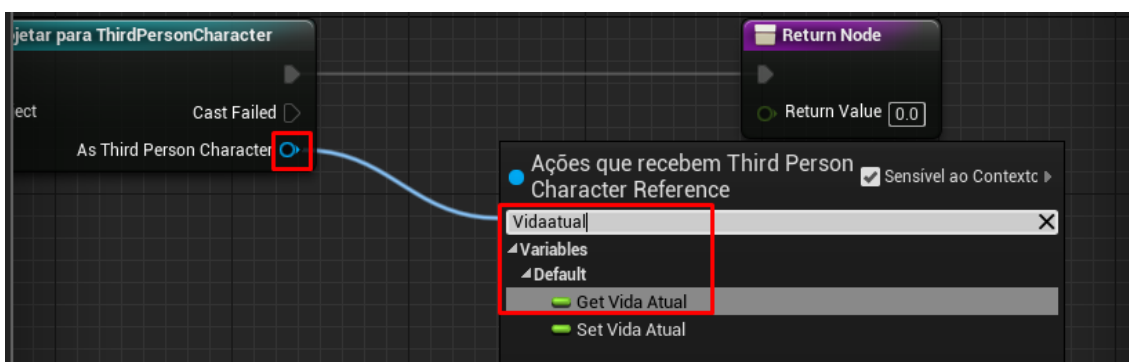 jetar para ThirdPersonCharacter
Return Node
ect
Cast Failed
Return Value 0.0
As Third Person Character
Ações que recebem Third Person
Character Reference
Sensível ao Contexto
Vidaatual
Variables
Default
Get Vida Atual
Set Vida Atual